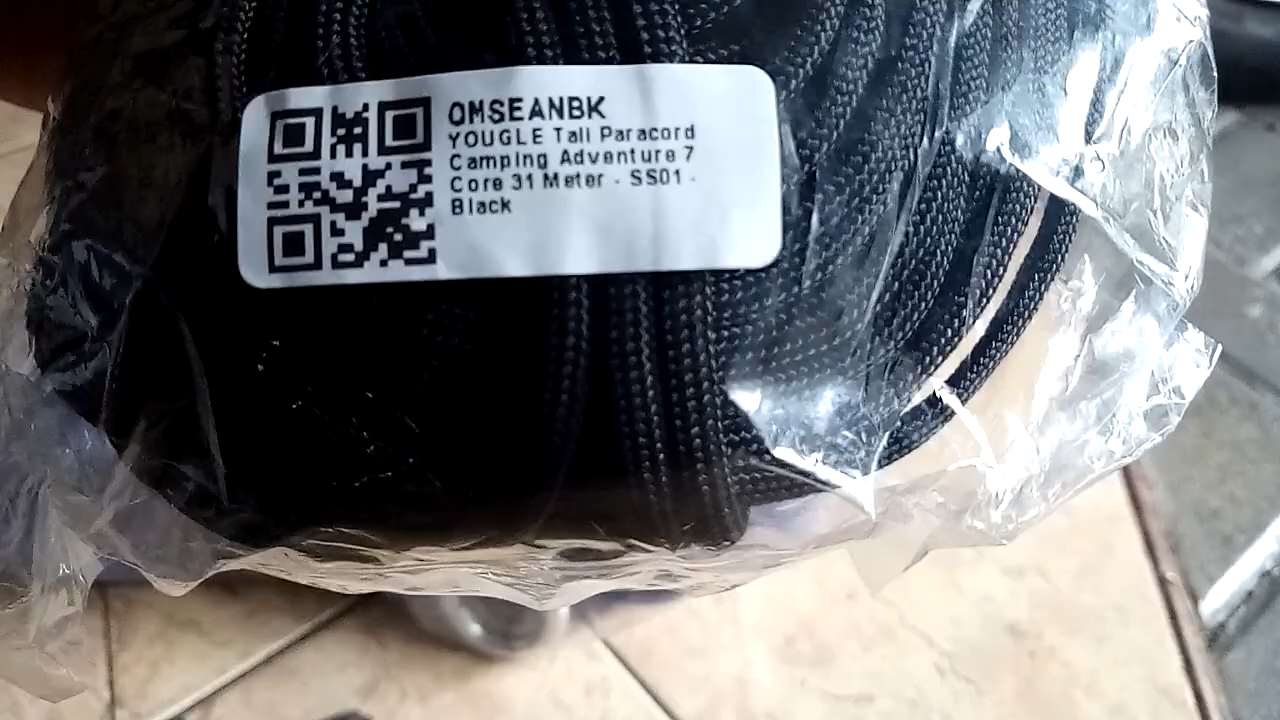 OMSEANBK
YOUGLE Tali Paracord
Camping Adventure 7
Core 31 Meter - SS01 -
Black